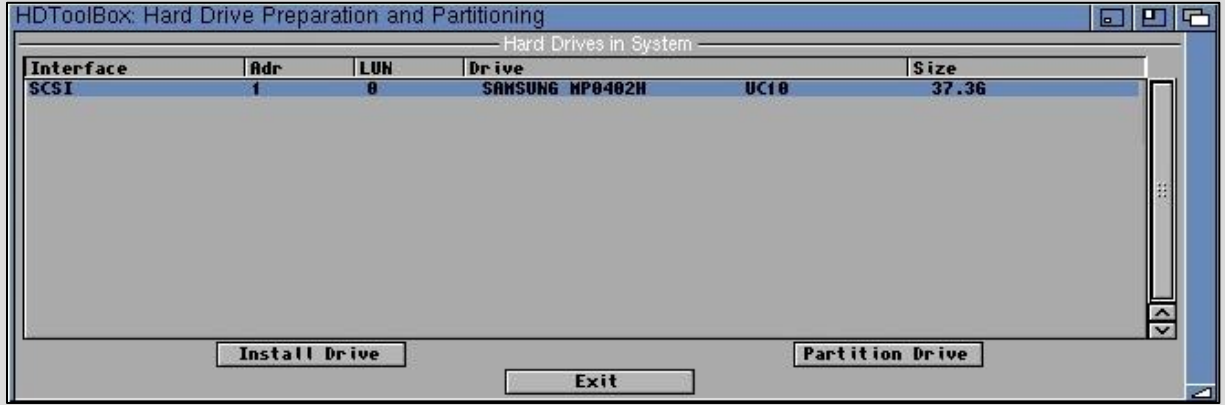 HDToolBox: Hard Drive Preparation and Partitioning
Hard Drives in System
Interface Adr LUN Drive Size
SCSI 1 0 SAMSUNG MP0402H UC10 37.3G
Install Drive Partition Drive
Exit